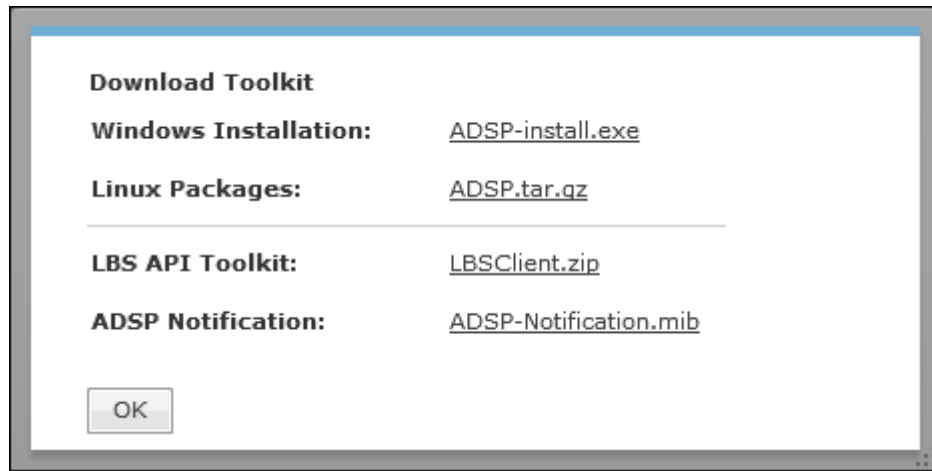 Download Toolkit
Windows Installation: ADSP-install.exe
Linux Packages: ADSP.tar.gz
LBS API Toolkit: LBSClient.zip
ADSP Notification: ADSP-Notification.mib
OK